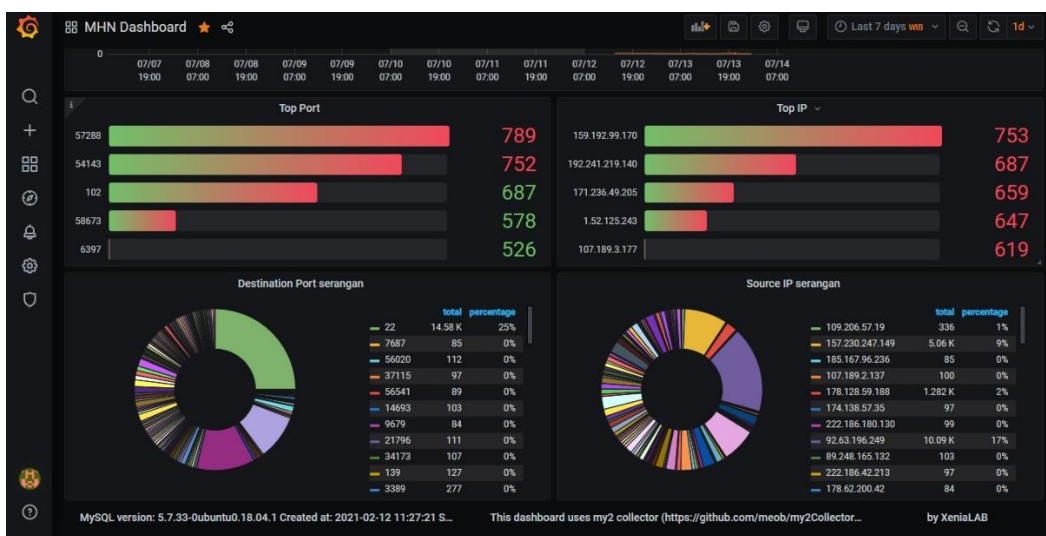 MHN Dashboard
Last 7 days WIB
1d
0
07/07 07/08 07/08 07/09 07/09 07/10 07/10 07/11 07/11 07/12 07/12 07/13 07/13 07/14
19:00 07:00 19:00 07:00 19:00 07:00 19:00 07:00 19:00 07:00 19:00 07:00 19:00 07:00
i
Top Port
57288 789
54143 752
102 687
58673 578
6397 526
Top IP
159.192.99.170 753
192.241.219.140 687
171.236.49.205 659
1.52.125.243 647
107.189.3.177 619
Destination Port serangan
total percentage
22 14.58 K 25%
7687 85 0%
56020 112 0%
37115 97 0%
56541 89 0%
14693 103 0%
9679 84 0%
21796 111 0%
34173 107 0%
139 127 0%
3389 277 0%
Source IP serangan
total percentage
109.206.57.19 336 1%
157.230.247.149 5.06 K 9%
185.167.96.236 85 0%
107.189.2.137 100 0%
178.128.59.188 1.282 K 2%
174.138.57.35 97 0%
222.186.180.130 99 0%
92.63.196.249 10.09 K 17%
89.248.165.132 103 0%
222.186.42.213 97 0%
178.62.200.42 84 0%
MySQL version: 5.7.33-0ubuntu0.18.04.1 Created at: 2021-02-12 11:27:21 S...
This dashboard uses my2 collector (https://github.com/meob/my2Collector...
by XeniaLAB